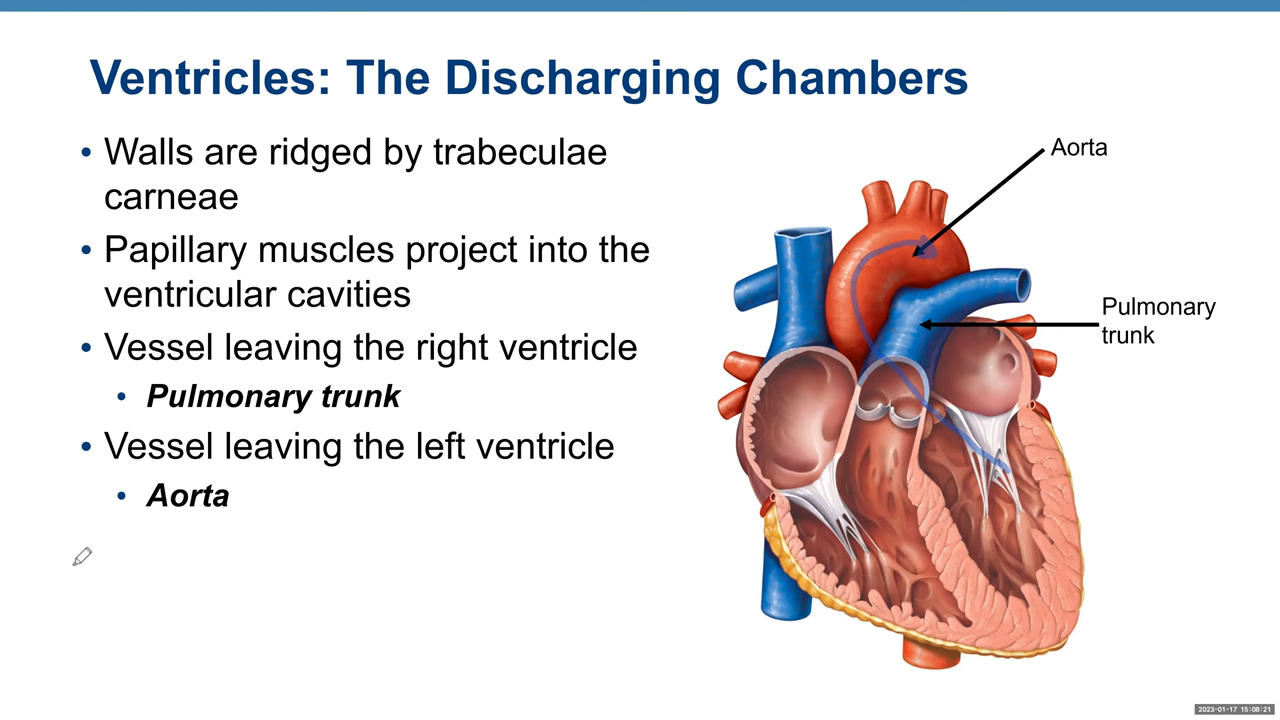 Ventricles: The Discharging Chambers
• Walls are ridged by trabeculae
carneae
• Papillary muscles project into the
ventricular cavities
• Vessel leaving the right ventricle
• Pulmonary trunk
• Vessel leaving the left ventricle
• Aorta
Aorta
Pulmonary
trunk
2023-01-17 15:08:21